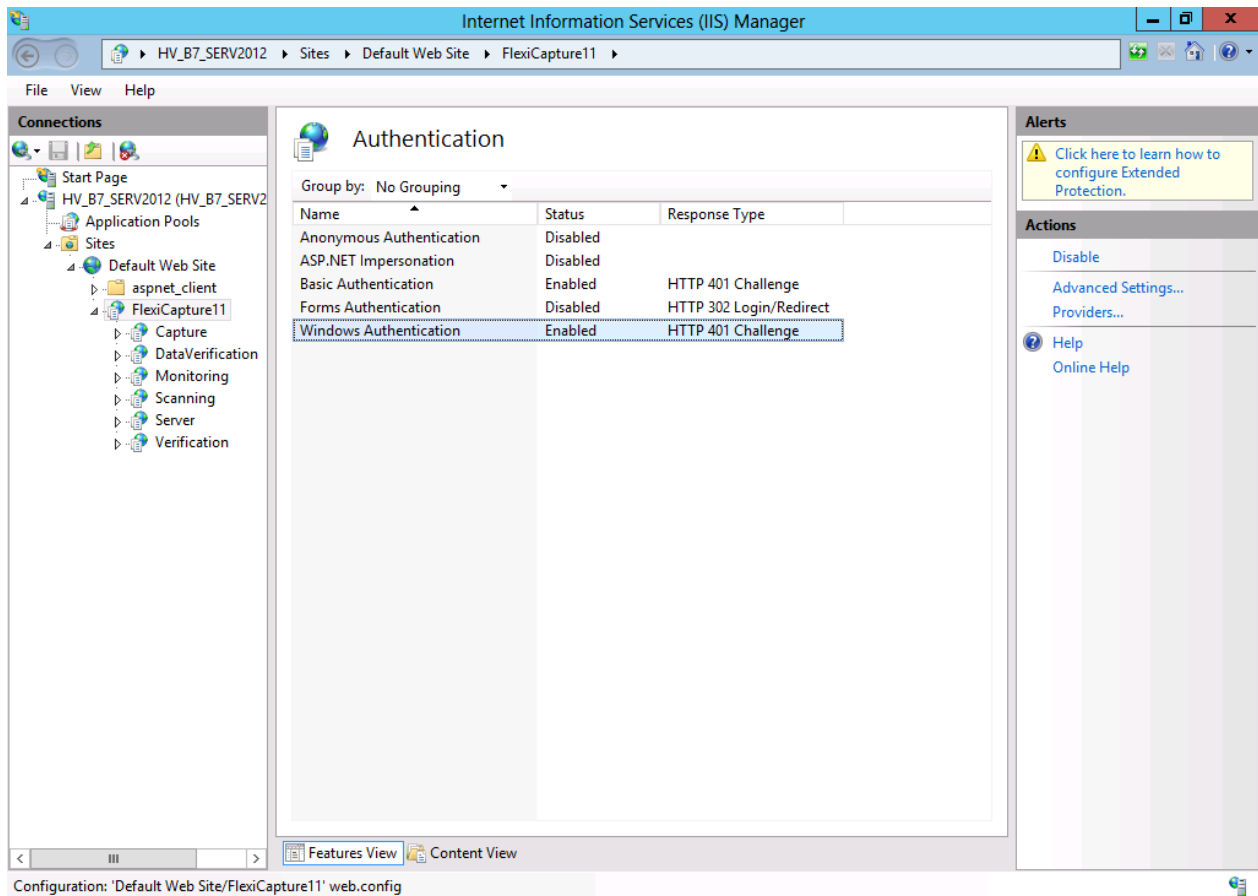 Internet Information Services (IIS) Manager
HV_B7_SERV2012 Sites Default Web Site FlexiCapture11
File View Help
Connections
Start Page
HV_B7_SERV2012 (HV_B7_SERV2
Application Pools
Sites
Default Web Site
aspnet_client
FlexiCapture11
Capture
DataVerification
Monitoring
Scanning
Server
Verification
Authentication
Group by: No Grouping
Name Status Response Type
Anonymous Authentication Disabled
ASP.NET Impersonation Disabled
Basic Authentication Enabled HTTP 401 Challenge
Forms Authentication Disabled HTTP 302 Login/Redirect
Windows Authentication Enabled HTTP 401 Challenge
Features View Content View
Alerts
Click here to learn how to
configure Extended
Protection.
Actions
Disable
Advanced Settings...
Providers...
Help
Online Help
Configuration: 'Default Web Site/FlexiCapture11' web.config